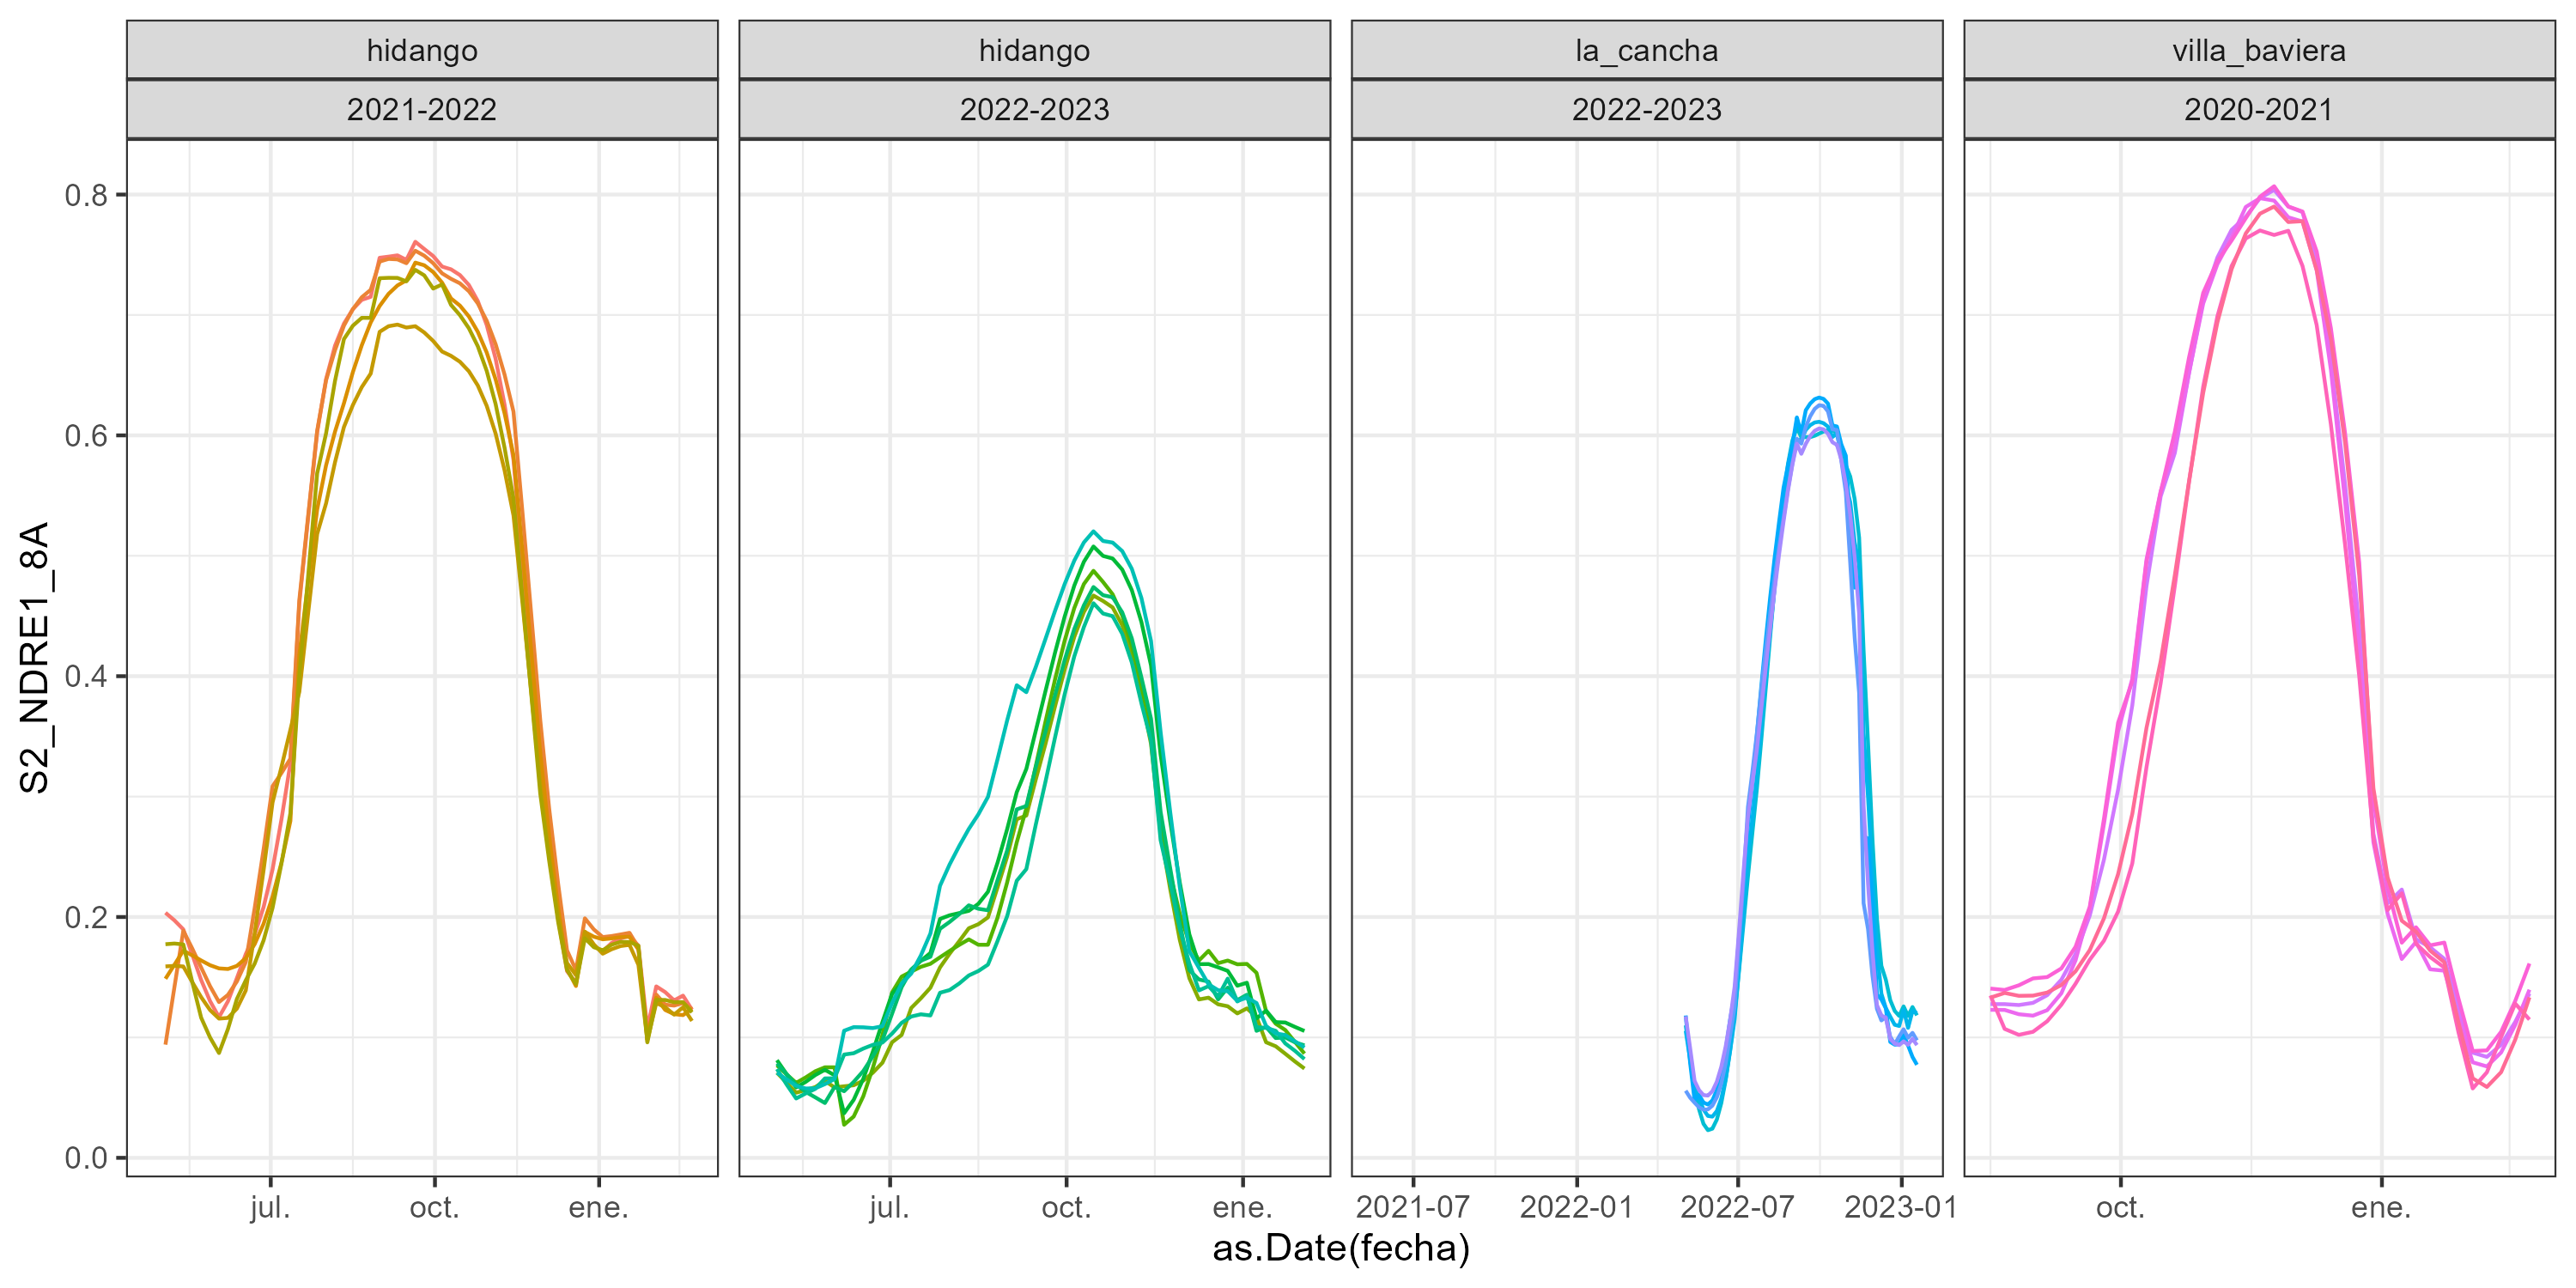 hidango hidango la_cancha villa_baviera
2021-2022 2022-2023 2022-2023 2020-2021
0.8
0.6
0.4
0.2
0.0
S2_NDRE1_8A
jul. oct. ene. jul. oct. ene. 2021-07 2022-01 2022-07 2023-01 oct. ene.
as.Date(fecha)